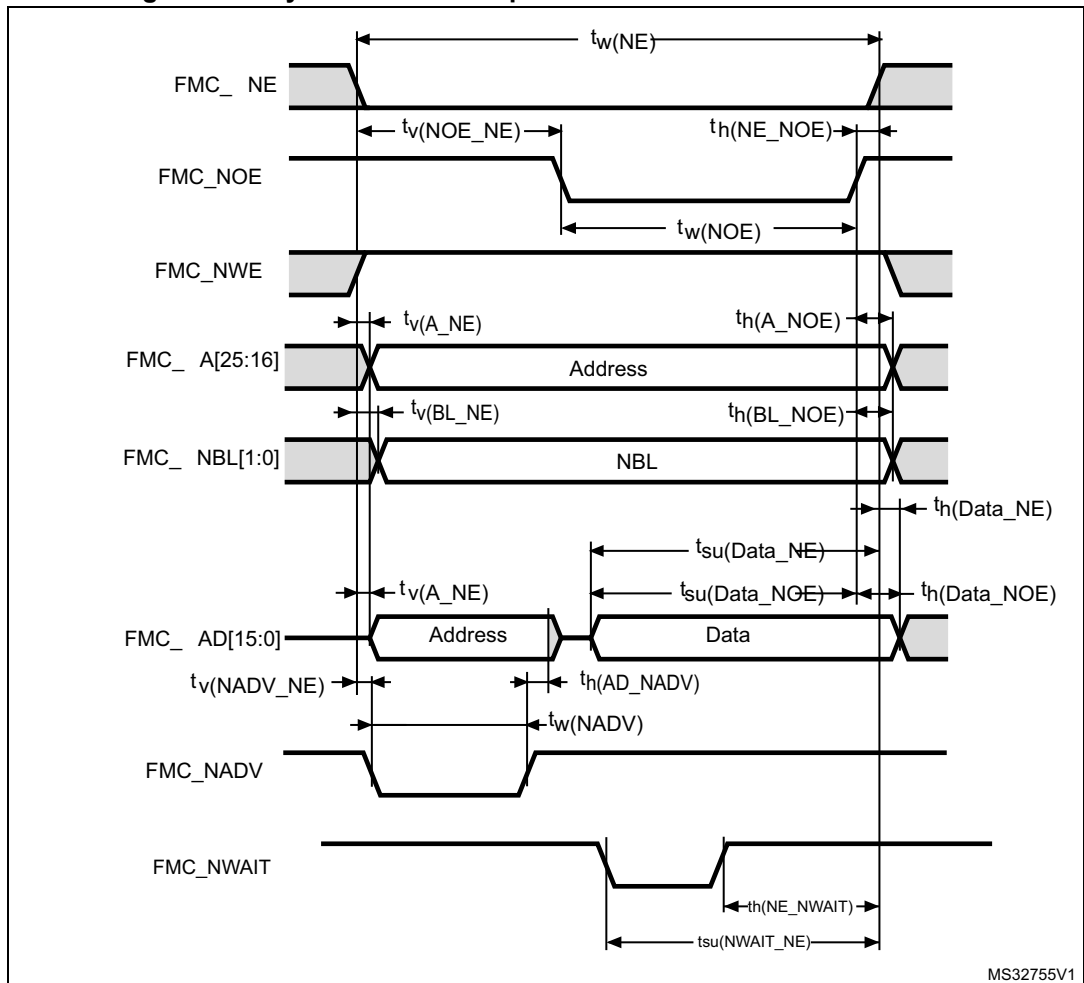 tw(NE)
FMC_ NE
tv(NOE_NE)
th(NE_NOE)
FMC_NOE
tw(NOE)
FMC_NWE
tv(A_NE)
th(A_NOE)
FMC_ A[25:16]
Address
tv(BL_NE)
th(BL_NOE)
FMC_ NBL[1:0]
NBL
th(Data_NE)
tsu(Data_NE)
tv(A_NE)
tsu(Data_NOE)
th(Data_NOE)
FMC_ AD[15:0]
Address
Data
tv(NADV_NE)
th(AD_NADV)
tw(NADV)
FMC_NADV
FMC_NWAIT
th(NE_NWAIT)
tsu(NWAIT_NE)
MS32755V1